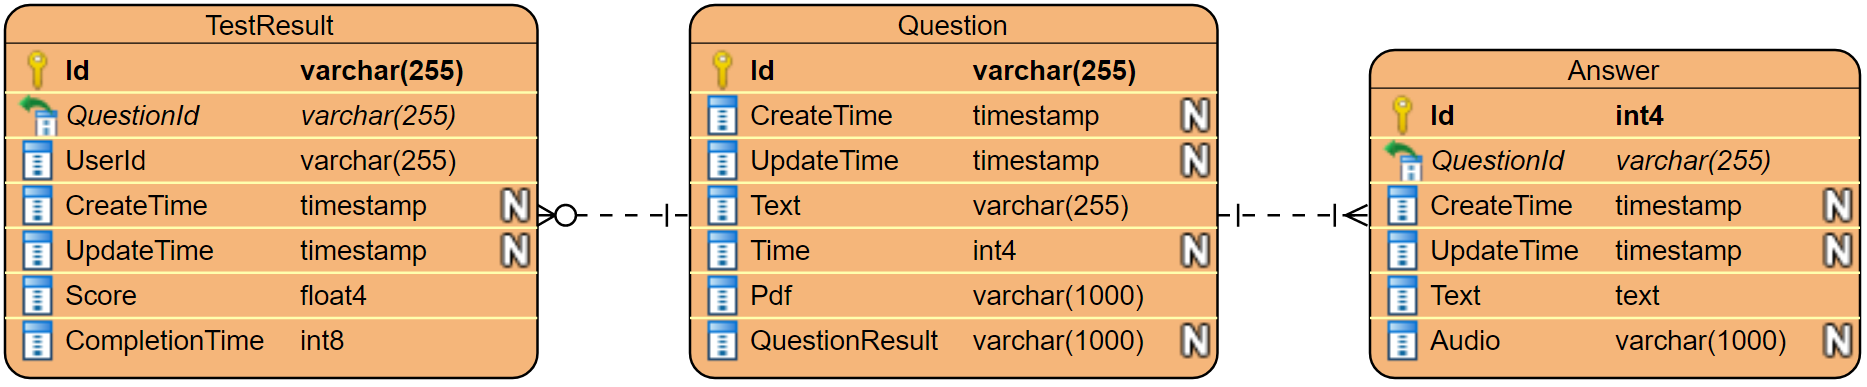 TestResult
Id varchar(255)
QuestionId varchar(255)
UserId varchar(255)
CreateTime timestamp N
UpdateTime timestamp N
Score float4
CompletionTime int8
Question
Id varchar(255)
CreateTime timestamp N
UpdateTime timestamp N
Text varchar(255)
Time int4 N
Pdf varchar(1000)
QuestionResult varchar(1000) N
Answer
Id int4
QuestionId varchar(255)
CreateTime timestamp N
UpdateTime timestamp N
Text text
Audio varchar(1000) N